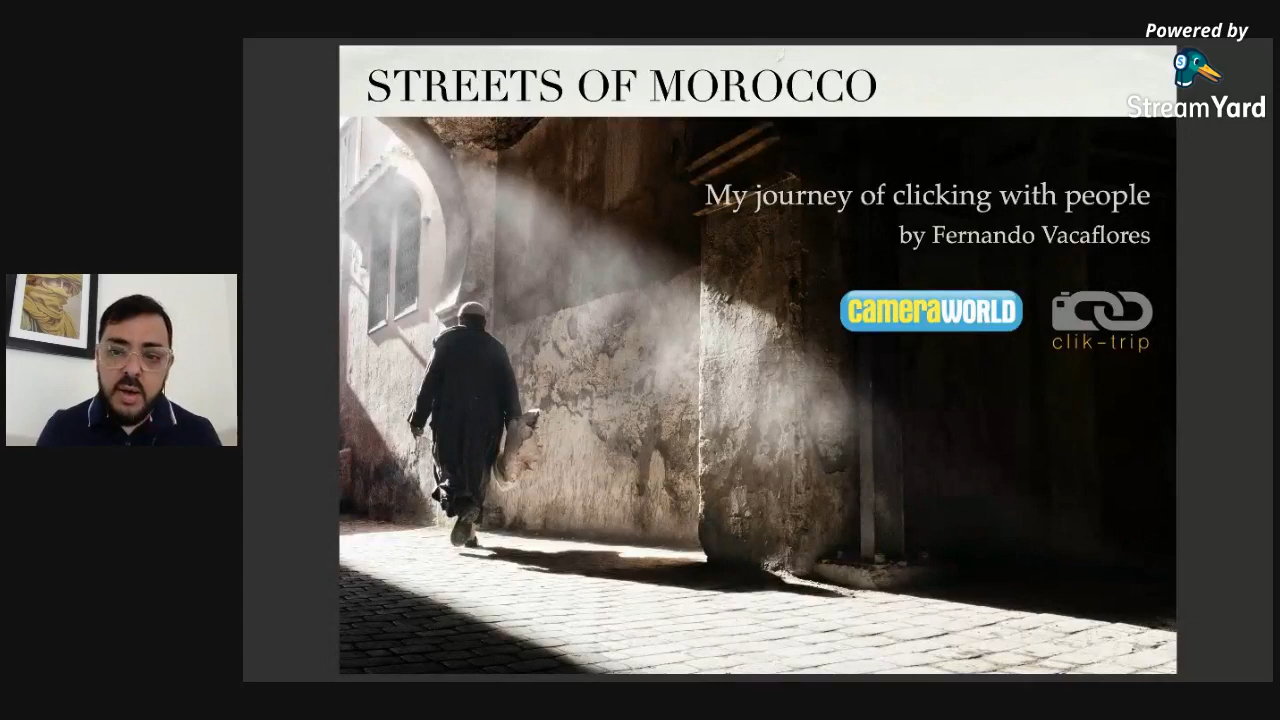 Powered by
StreamYard
STREETS OF MOROCCO
My journey of clicking with people
by Fernando Vacaflores
cameraWORLD
clik-trip